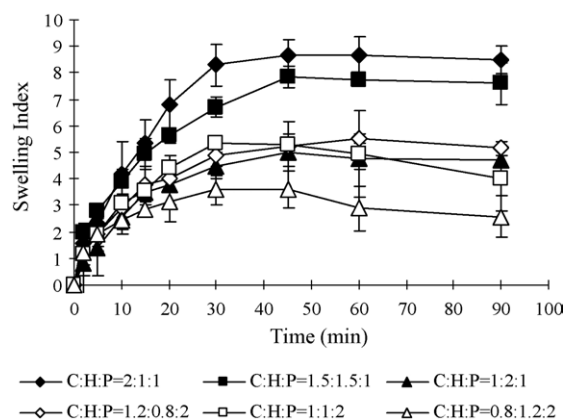 Swelling Index
10
9
8
7
6
5
4
3
2
1
0
0 10 20 30 40 50 60 70 80 90 100
Time (min)
C:H:P=2:1:1 C:H:P=1.5:1.5:1 C:H:P=1:2:1
C:H:P=1.2:0.8:2 C:H:P=1:1:2 C:H:P=0.8:1.2:2